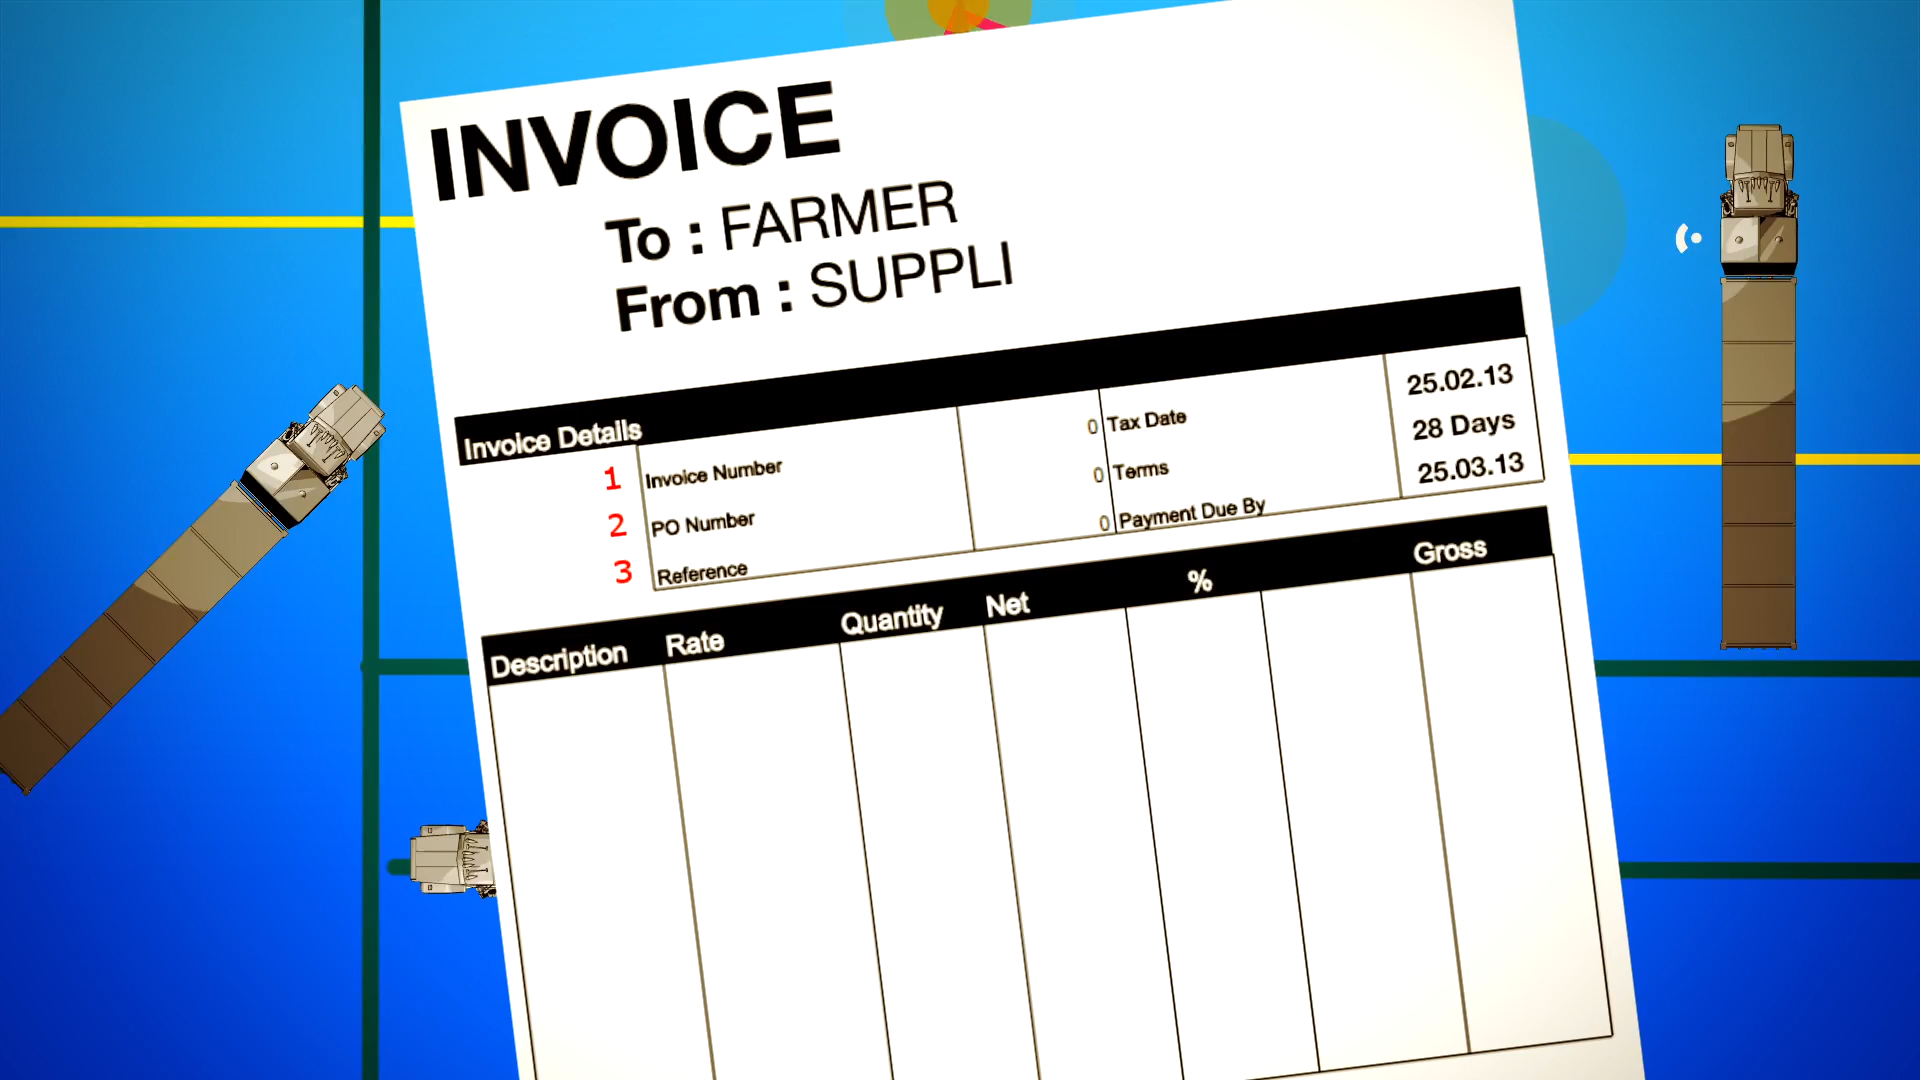 INVOICE
To : FARMER
From : SUPPLI
Invoice Details
1 Invoice Number 0 Tax Date 25.02.13
2 PO Number 0 Terms 28 Days
3 Reference 0 Payment Due By 25.03.13
Description Rate Quantity Net % Gross